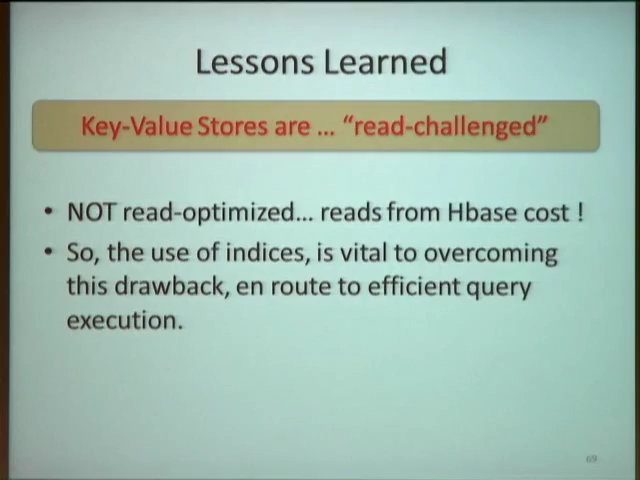 Lessons Learned
Key-Value Stores are ... “read-challenged”
• NOT read-optimized... reads from Hbase cost !
• So, the use of indices, is vital to overcoming
this drawback, en route to efficient query
execution.
69